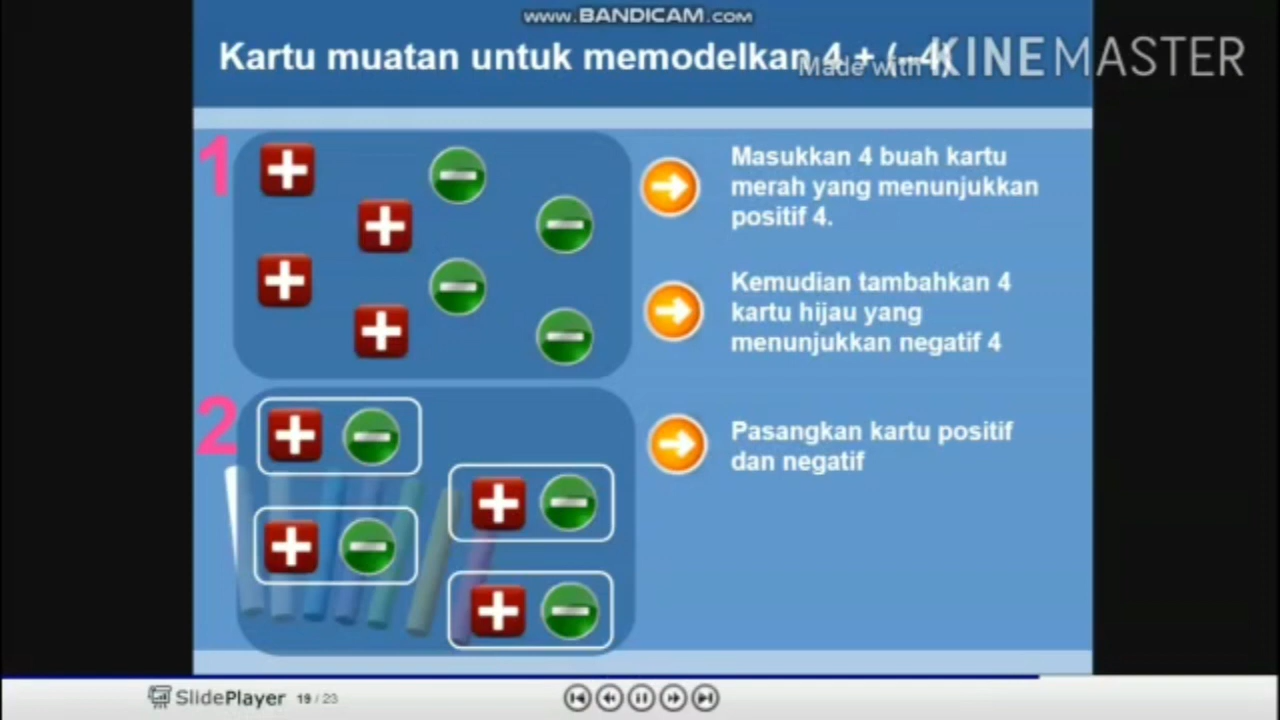 www.BANDICAM.com
Kartu muatan untuk memodelkan 4 + (–4)
Made with KINEMASTER
1
Masukkan 4 buah kartu
merah yang menunjukkan
positif 4.
Kemudian tambahkan 4
kartu hijau yang
menunjukkan negatif 4
2
Pasangkan kartu positif
dan negatif
SlidePlayer 19 / 23